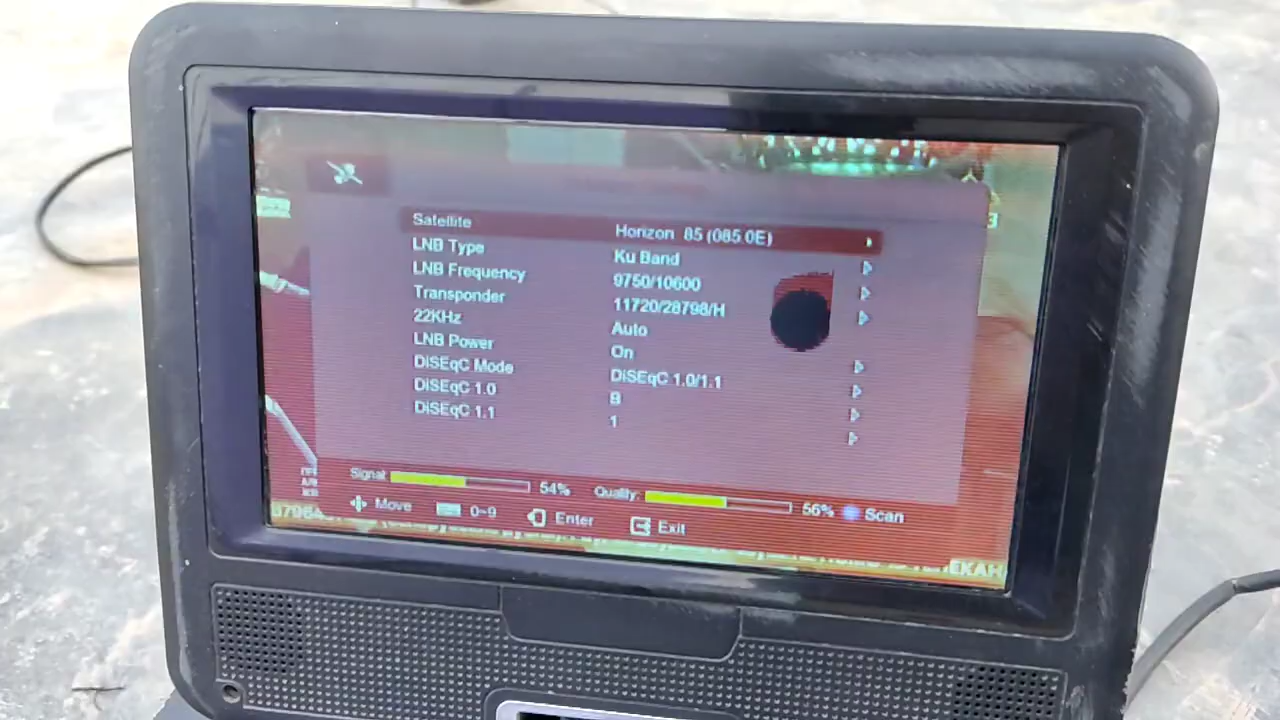 Satellite Horizon 85 (085.0E)
LNB Type Ku Band
LNB Frequency 9750/10600
Transponder 11720/28798/H
22KHz Auto
LNB Power On
DiSEqC Mode DiSEqC 1.0/1.1
DiSEqC 1.0 B
DiSEqC 1.1 1
Signal: 54% Quality: 56% Scan
Move 0~9 Enter Exit